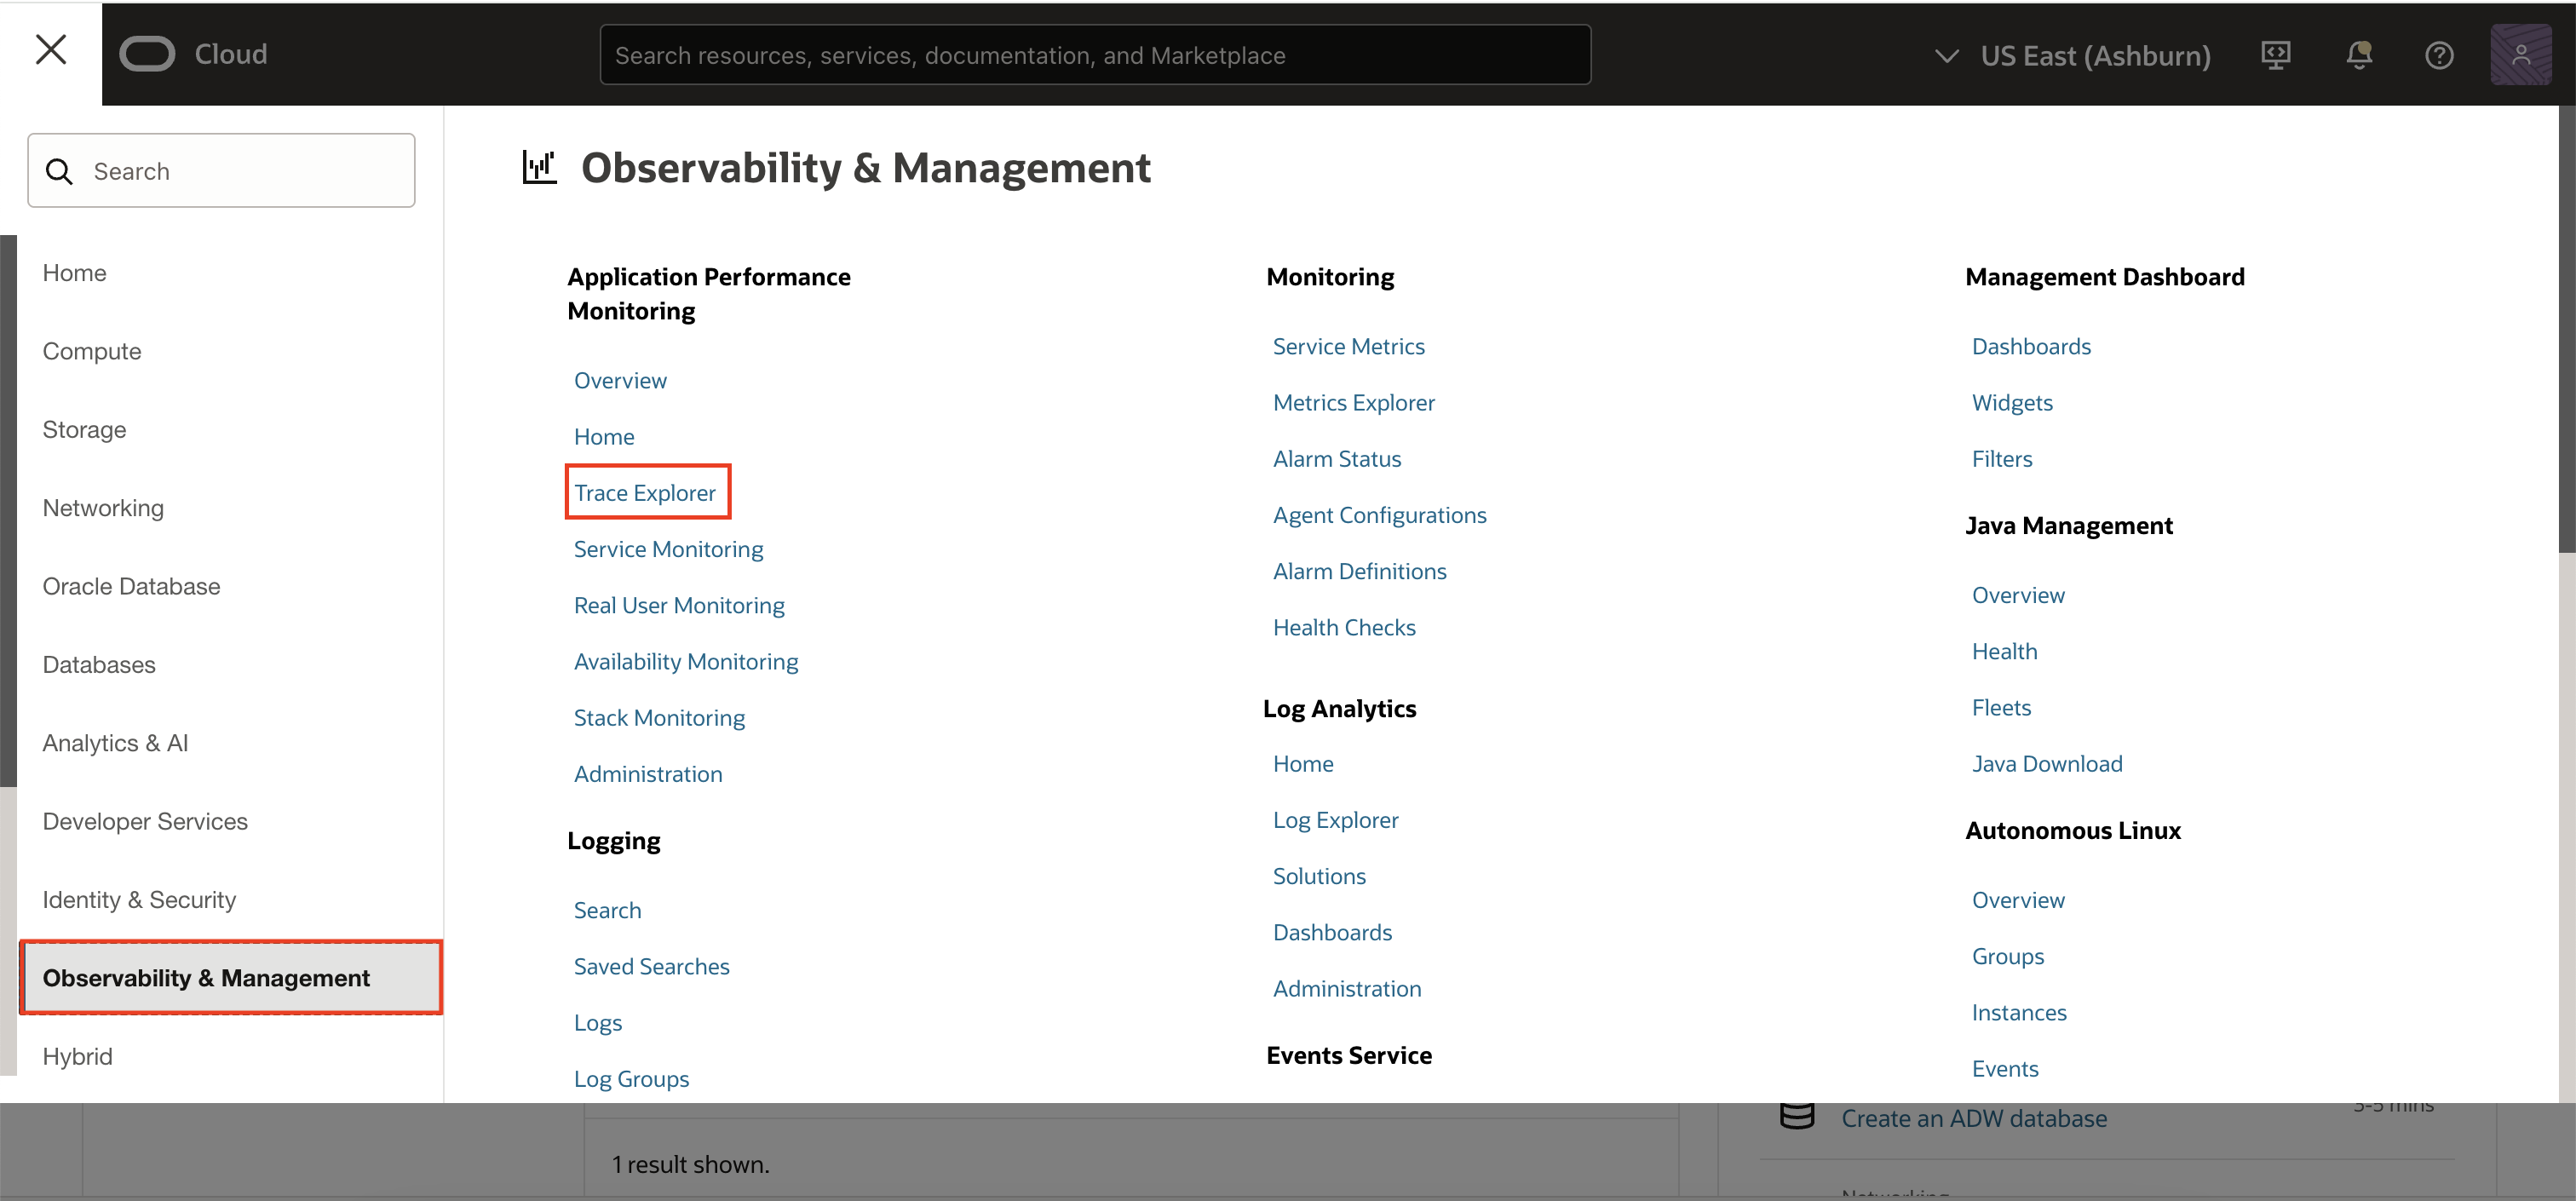 Cloud
Search resources, services, documentation, and Marketplace
US East (Ashburn)
Search
Home
Compute
Storage
Networking
Oracle Database
Databases
Analytics & AI
Developer Services
Identity & Security
Observability & Management
Hybrid
Observability & Management
Application Performance
Monitoring
Overview
Home
Trace Explorer
Service Monitoring
Real User Monitoring
Availability Monitoring
Stack Monitoring
Administration
Logging
Search
Saved Searches
Logs
Log Groups
Monitoring
Service Metrics
Metrics Explorer
Alarm Status
Agent Configurations
Alarm Definitions
Health Checks
Log Analytics
Home
Log Explorer
Solutions
Dashboards
Administration
Events Service
Management Dashboard
Dashboards
Widgets
Filters
Java Management
Overview
Health
Fleets
Java Download
Autonomous Linux
Overview
Groups
Instances
Events
1 result shown.
Create an ADW database
3-5 mins
Networking